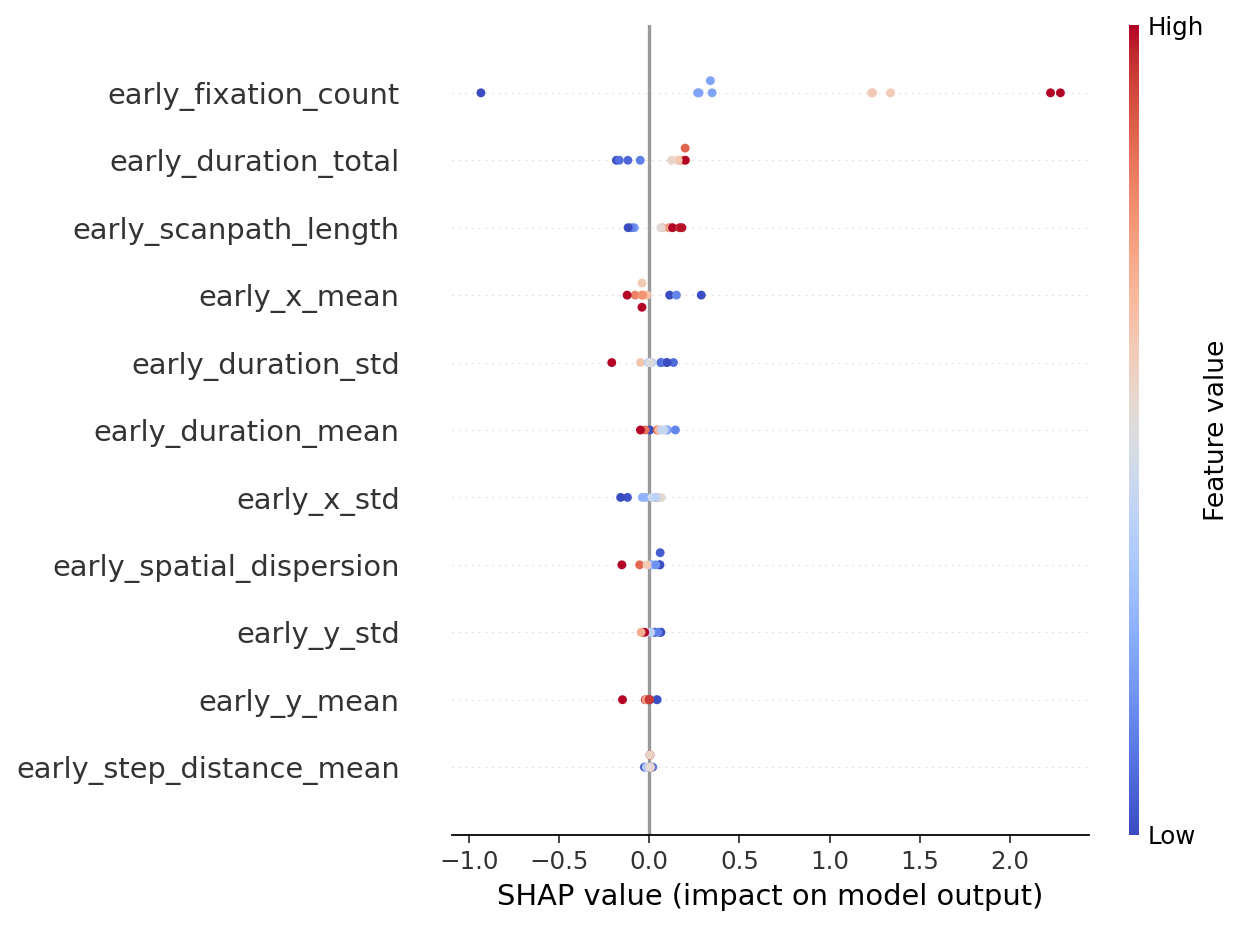 High
early_fixation_count
early_duration_total
early_scanpath_length
early_x_mean
early_duration_std
early_duration_mean
early_x_std
early_spatial_dispersion
early_y_std
early_y_mean
early_step_distance_mean
Feature value
Low
−1.0 −0.5 0.0 0.5 1.0 1.5 2.0
SHAP value (impact on model output)